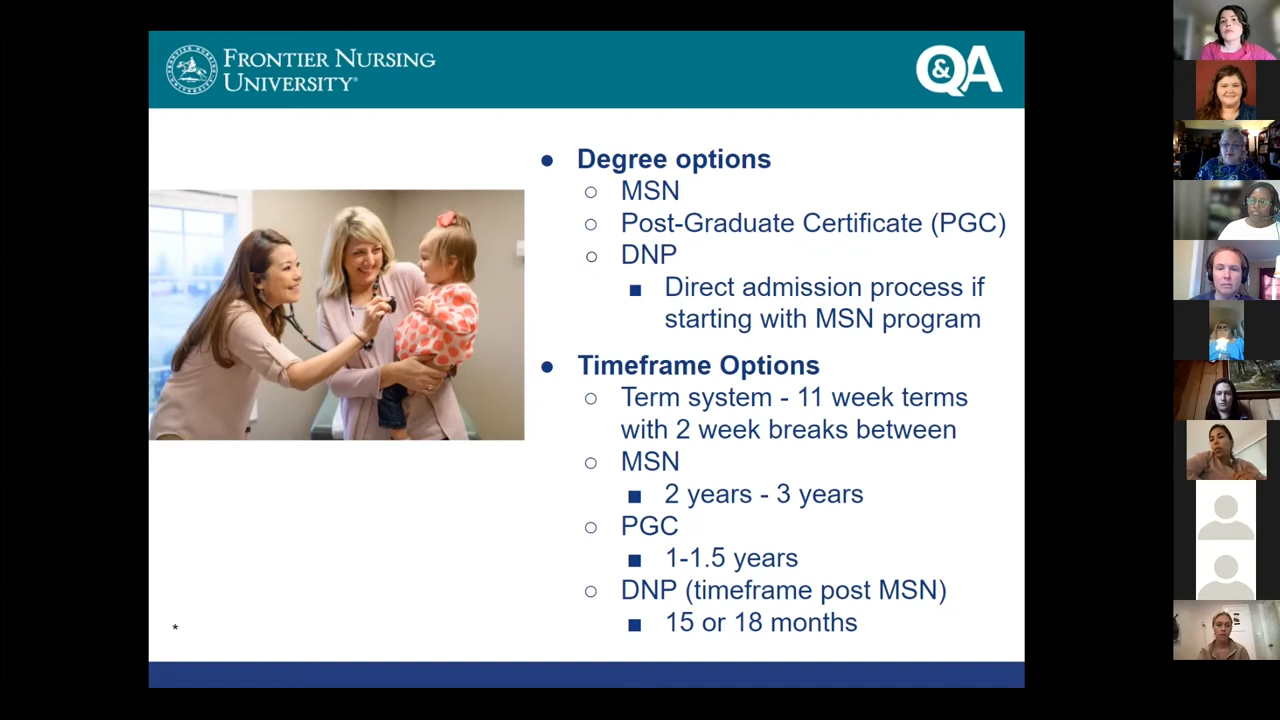 FRONTIER NURSING
UNIVERSITY®
Q&A
● Degree options
○ MSN
○ Post-Graduate Certificate (PGC)
○ DNP
■ Direct admission process if
starting with MSN program
● Timeframe Options
○ Term system - 11 week terms
with 2 week breaks between
○ MSN
■ 2 years - 3 years
○ PGC
■ 1-1.5 years
○ DNP (timeframe post MSN)
■ 15 or 18 months
*